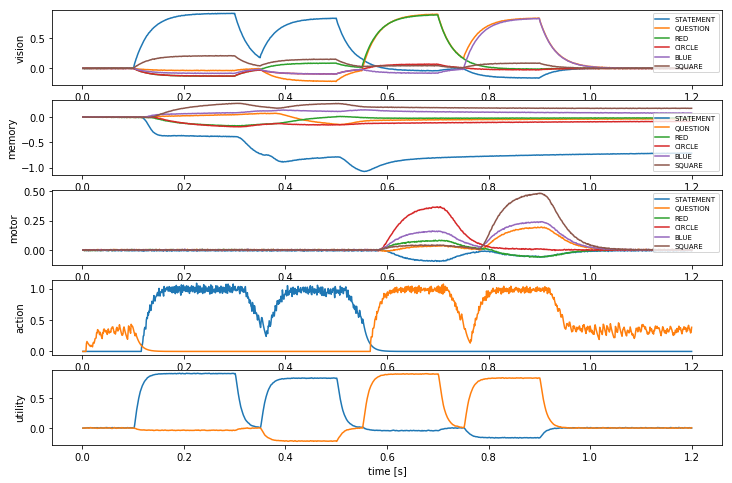 vision
0.5
0.0
STATEMENT
QUESTION
RED
CIRCLE
BLUE
SQUARE
0.0 0.2 0.4 0.6 0.8 1.0 1.2
memory
0.0
−0.5
−1.0
STATEMENT
QUESTION
RED
CIRCLE
BLUE
SQUARE
0.0 0.2 0.4 0.6 0.8 1.0 1.2
motor
0.50
0.25
0.00
STATEMENT
QUESTION
RED
CIRCLE
BLUE
SQUARE
0.0 0.2 0.4 0.6 0.8 1.0 1.2
action
1.0
0.5
0.0
0.0 0.2 0.4 0.6 0.8 1.0 1.2
utility
0.5
0.0
0.0 0.2 0.4 0.6 0.8 1.0 1.2
time [s]